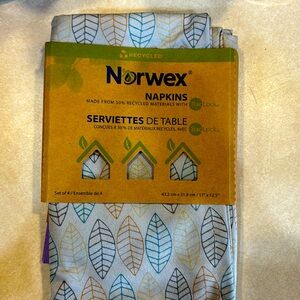 RECYCLED
Norwex®
NAPKINS
MADE FROM 50% RECYCLED MATERIALS WITH
SERVIETTES DE TABLE
CONÇUES À 50 % DE MATÉRIAUX RECYCLÉS, AVEC
Set of 4 / Ensemble de 4
43.2 cm x 31.8 cm / 17" x 12.5"